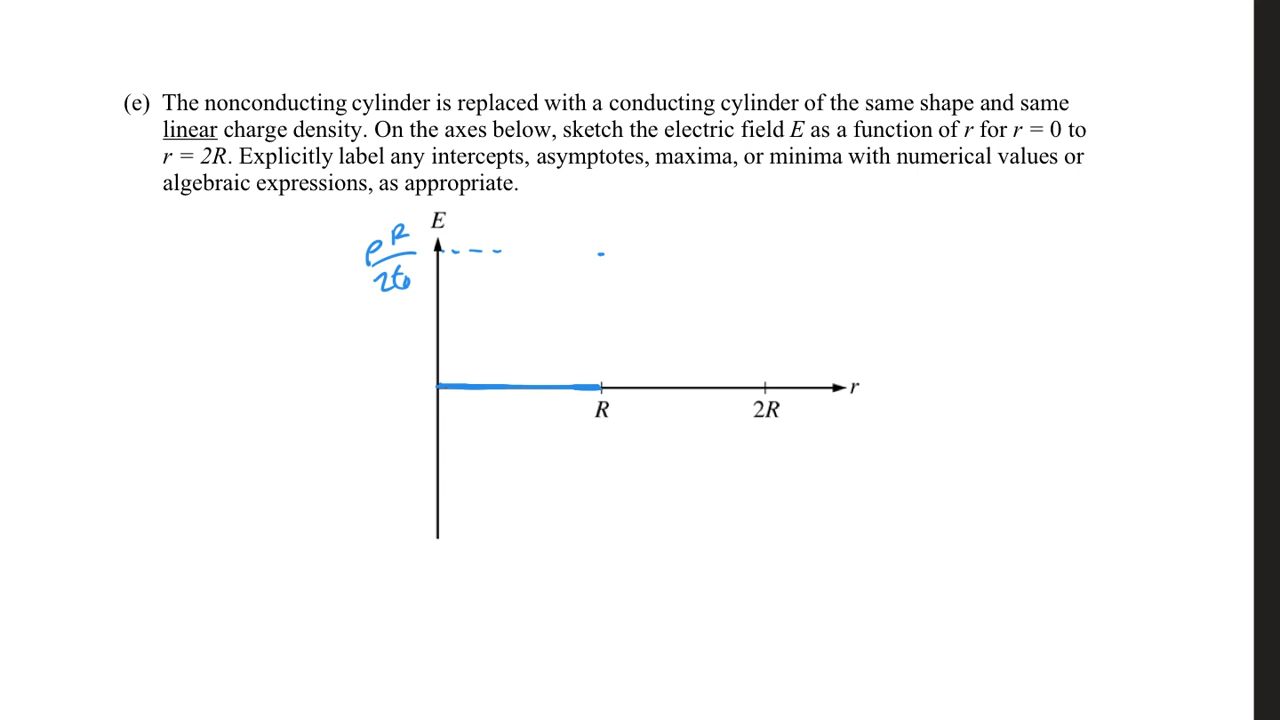 (e) The nonconducting cylinder is replaced with a conducting cylinder of the same shape and same
linear charge density. On the axes below, sketch the electric field E as a function of r for r = 0 to
r = 2R. Explicitly label any intercepts, asymptotes, maxima, or minima with numerical values or
algebraic expressions, as appropriate.
E
ρR
2ε₀
r
R
2R